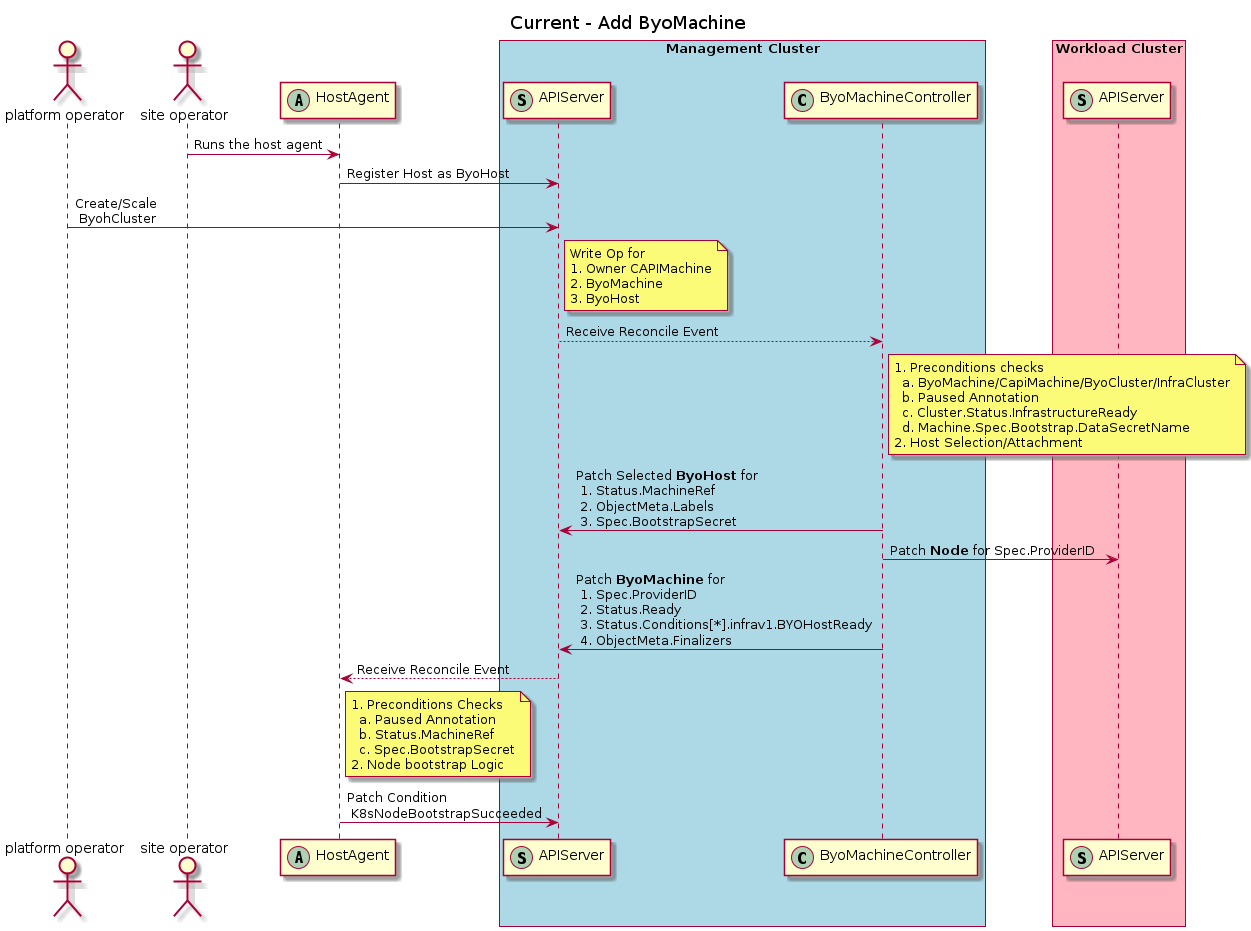 Current - Add ByoMachine
Management Cluster
Workload Cluster
platform operator
site operator
A HostAgent
S APIServer
C ByoMachineController
S APIServer
Runs the host agent
Register Host as ByoHost
Create/Scale
ByohCluster
Write Op for
1. Owner CAPIMachine
2. ByoMachine
3. ByoHost
Receive Reconcile Event
1. Preconditions checks
a. ByoMachine/CapiMachine/ByoCluster/InfraCluster
b. Paused Annotation
c. Cluster.Status.InfrastructureReady
d. Machine.Spec.Bootstrap.DataSecretName
2. Host Selection/Attachment
Patch Selected ByoHost for
1. Status.MachineRef
2. ObjectMeta.Labels
3. Spec.BootstrapSecret
Patch Node for Spec.ProviderID
Patch ByoMachine for
1. Spec.ProviderID
2. Status.Ready
3. Status.Conditions[*].infrav1.BYOHostReady
4. ObjectMeta.Finalizers
Receive Reconcile Event
1. Preconditions Checks
a. Paused Annotation
b. Status.MachineRef
c. Spec.BootstrapSecret
2. Node bootstrap Logic
Patch Condition
K8sNodeBootstrapSucceeded
platform operator
site operator
A HostAgent
S APIServer
C ByoMachineController
S APIServer